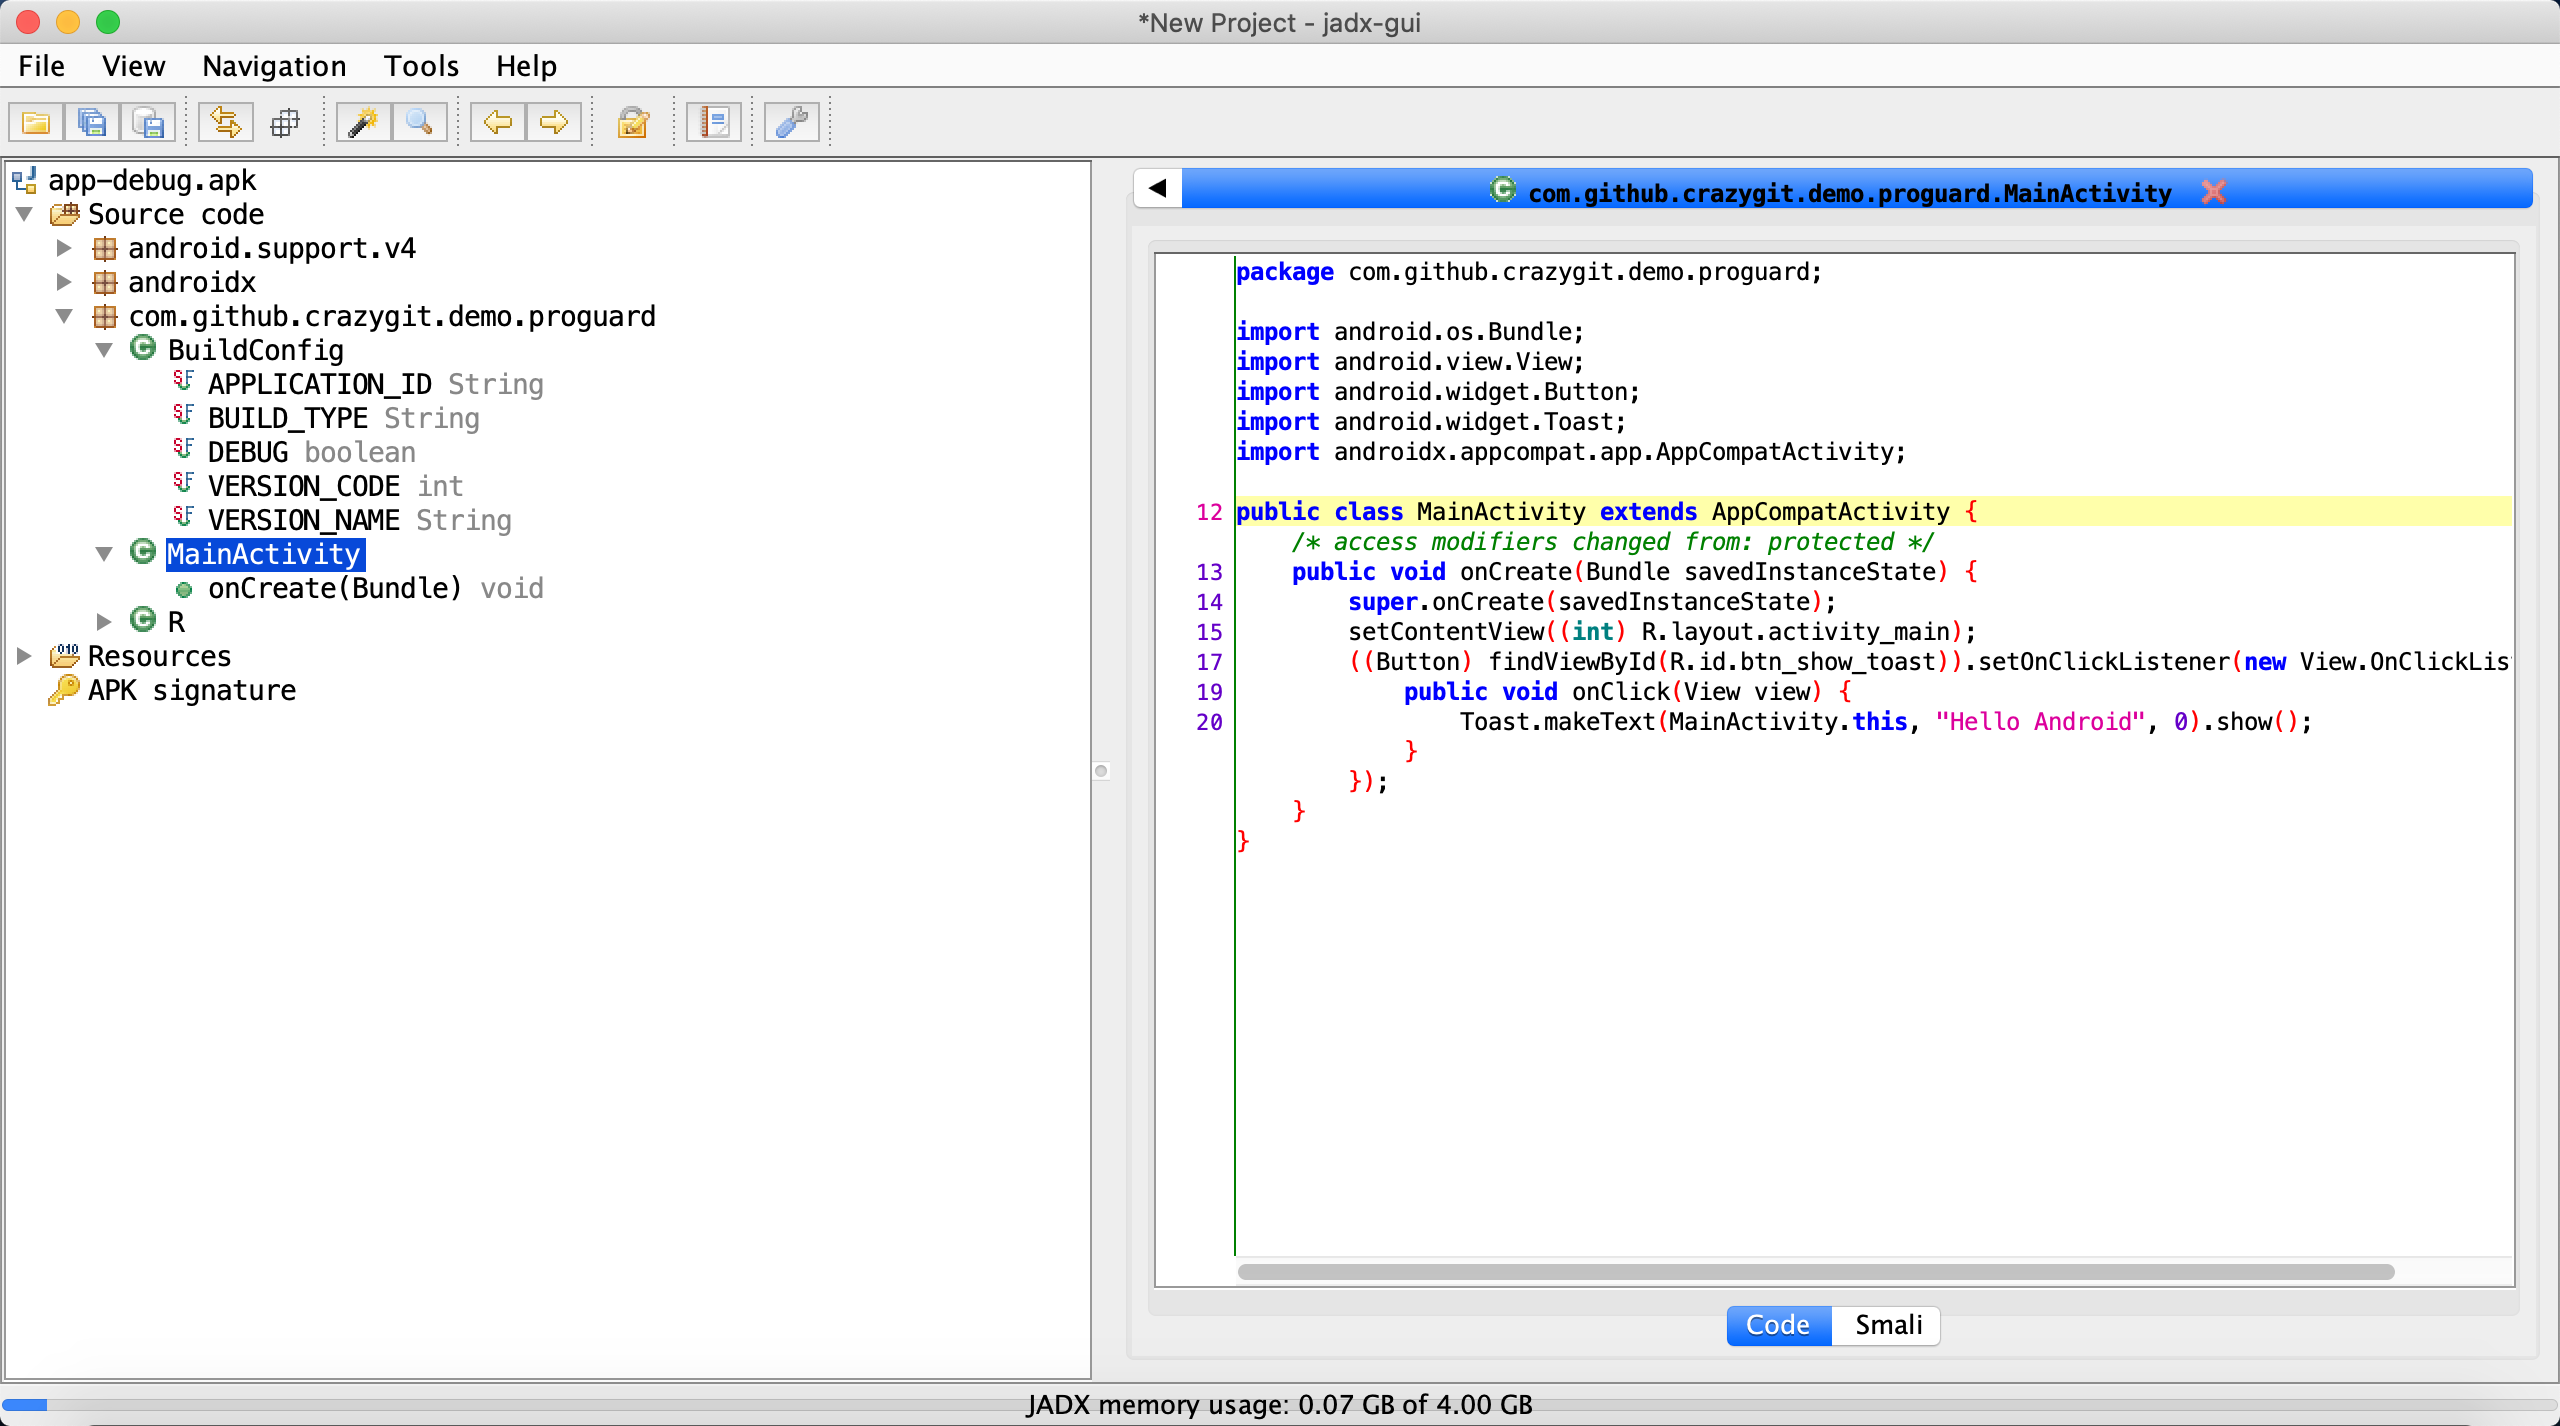 *New Project - jadx-gui
File View Navigation Tools Help
app-debug.apk
Source code
android.support.v4
androidx
com.github.crazygit.demo.proguard
BuildConfig
APPLICATION_ID String
BUILD_TYPE String
DEBUG boolean
VERSION_CODE int
VERSION_NAME String
MainActivity
onCreate(Bundle) void
R
Resources
APK signature
com.github.crazygit.demo.proguard.MainActivity
package com.github.crazygit.demo.proguard;
import android.os.Bundle;
import android.view.View;
import android.widget.Button;
import android.widget.Toast;
import androidx.appcompat.app.AppCompatActivity;
12 public class MainActivity extends AppCompatActivity {
/* access modifiers changed from: protected */
13 public void onCreate(Bundle savedInstanceState) {
14 super.onCreate(savedInstanceState);
15 setContentView((int) R.layout.activity_main);
17 ((Button) findViewById(R.id.btn_show_toast)).setOnClickListener(new View.OnClickLis
19 public void onClick(View view) {
20 Toast.makeText(MainActivity.this, "Hello Android", 0).show();
}
});
}
}
Code Smali
JADX memory usage: 0.07 GB of 4.00 GB